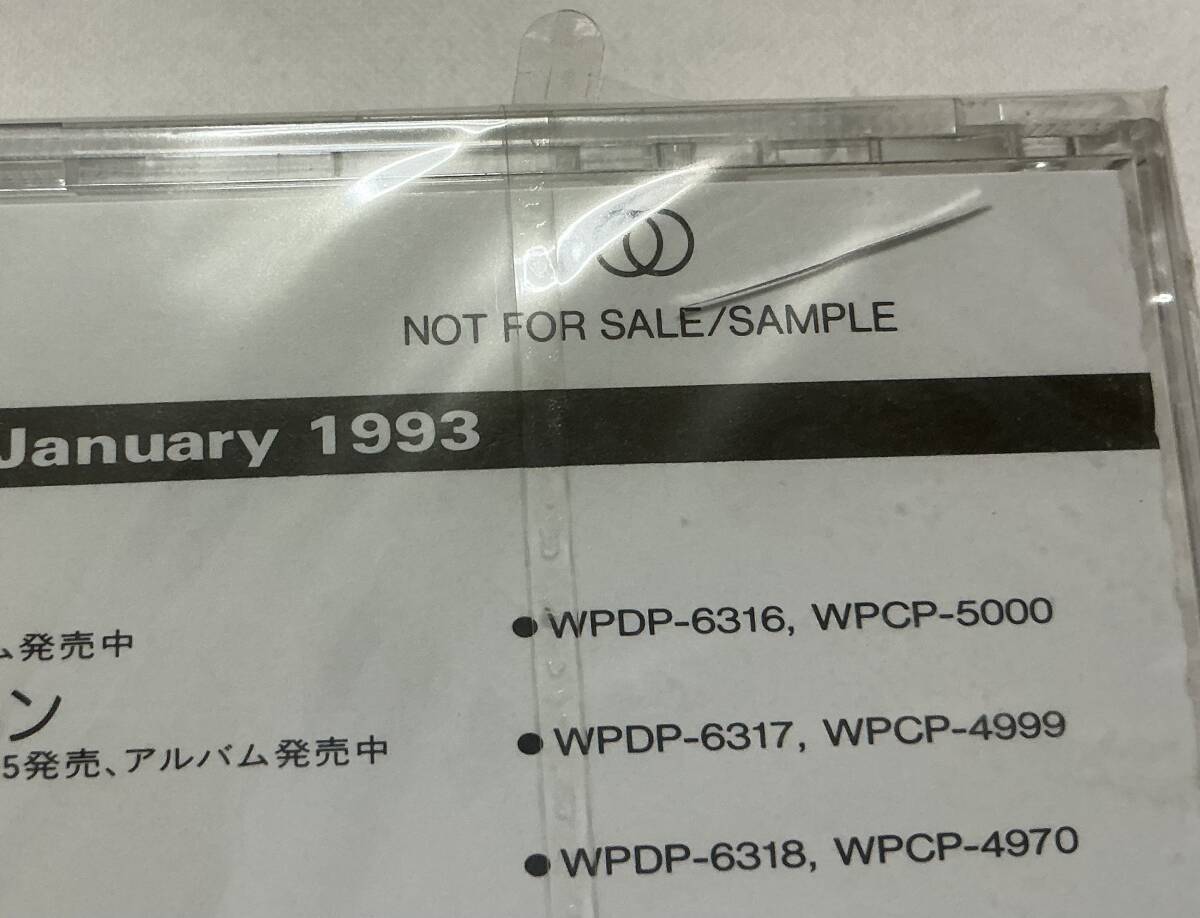 NOT FOR SALE/SAMPLE
January 1993
● WPDP-6316, WPCP-5000
ム発売中
ン
● WPDP-6317, WPCP-4999
5発売、アルバム発売中
● WPDP-6318, WPCP-4970